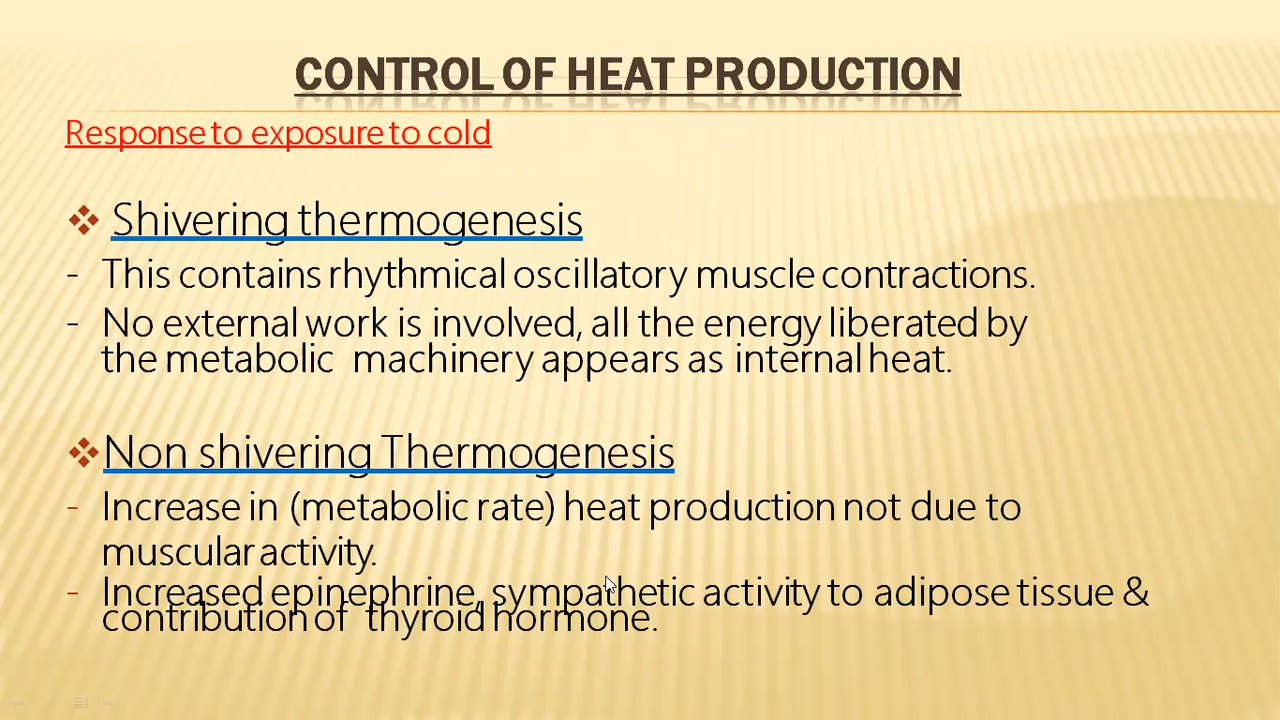 CONTROL OF HEAT PRODUCTION
Response to exposure to cold
❖ Shivering thermogenesis
- This contains rhythmical oscillatory muscle contractions.
- No external work is involved, all the energy liberated by
the metabolic machinery appears as internal heat.
❖Non shivering Thermogenesis
- Increase in (metabolic rate) heat production not due to
muscular activity.
- Increased epinephrine, sympathetic activity to adipose tissue &
contribution of thyroid hormone.